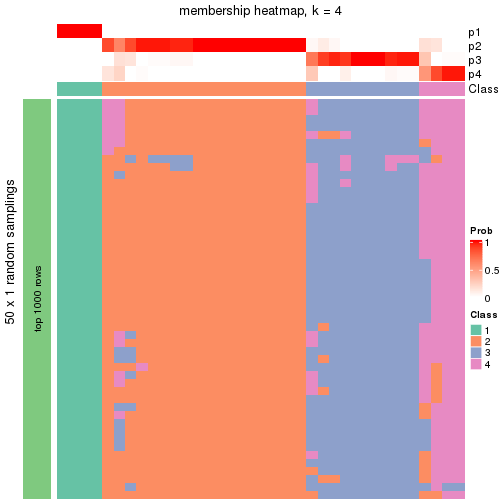 membership heatmap, k = 4
p1
p2
p3
p4
Class
50 x 1 random samplings
top 1000 rows
Prob
1
0.5
0
Class
1
2
3
4